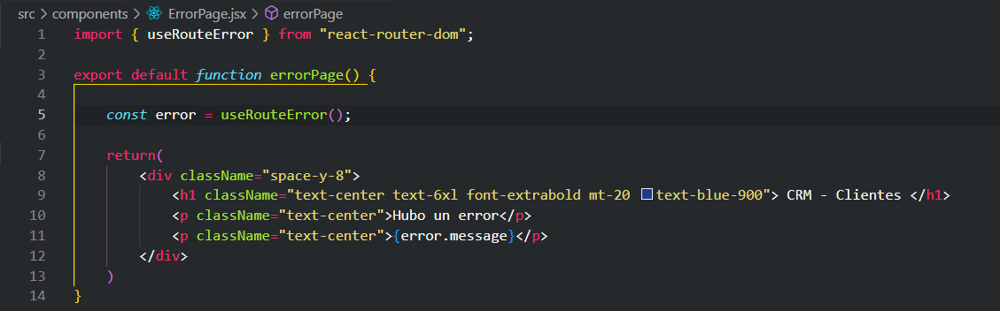 src > components > ErrorPage.jsx > errorPage
1 import { useRouteError } from "react-router-dom";
2
3 export default function errorPage() {
4
5     const error = useRouteError();
6
7     return(
8         <div className="space-y-8">
9             <h1 className="text-center text-6xl font-extrabold mt-20 text-blue-900"> CRM - Clientes </h1>
10             <p className="text-center">Hubo un error</p>
11             <p className="text-center">{error.message}</p>
12         </div>
13     )
14 }